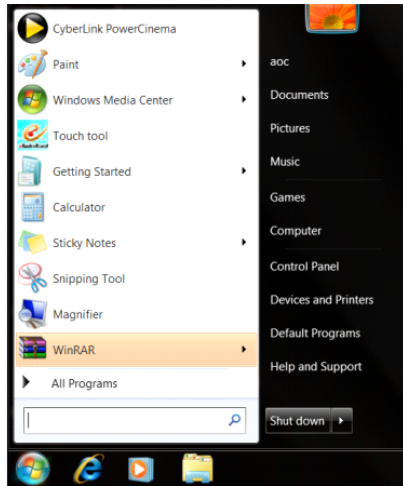 CyberLink PowerCinema
Paint
Windows Media Center
Touch tool
Getting Started
Calculator
Sticky Notes
Snipping Tool
Magnifier
WinRAR
All Programs
aoc
Documents
Pictures
Music
Games
Computer
Control Panel
Devices and Printers
Default Programs
Help and Support
Shut down